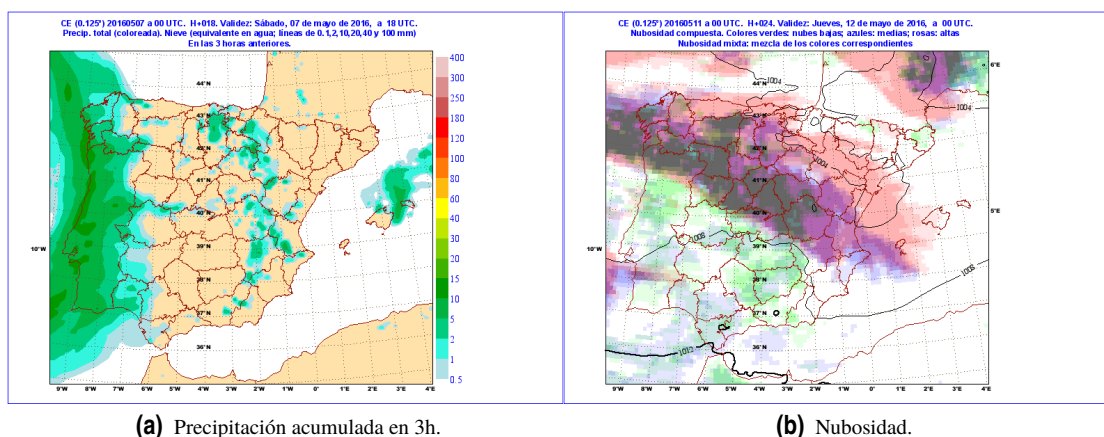 CE (0.125º) 20160507 a 00 UTC. H+018. Validez: Sábado, 07 de mayo de 2016, a 18 UTC.
Precip. total (coloreada). Nieve (equivalente en agua; líneas de 0.1,2,10,20,40 y 100 mm)
En las 3 horas anteriores.
44°N
43°N
42°N
41°N
40°N
39°N
38°N
37°N
36°N
10°W
9°W
8°W
7°W
6°W
5°W
4°W
3°W
2°W
1°W
0°
1°E
2°E
3°E
4°E
400
300
250
180
130
100
80
60
40
30
20
15
10
5
2
1
0.5
(a) Precipitación acumulada en 3h.
CE (0.125º) 20160511 a 00 UTC. H+024. Validez: Jueves, 12 de mayo de 2016, a 00 UTC.
Nubosidad compuesta. Colores verdes: nubes bajas; azules: medias; rosas: altas
Nubosidad mixta: mezcla de los colores correspondientes
6°E
5°E
44°N
43°N
42°N
41°N
40°N
39°N
38°N
37°N
36°N
10°W
9°W
8°W
7°W
6°W
5°W
4°W
3°W
2°W
1°W
0°
1°E
2°E
3°E
4°E
1004
1004
1004
1008
1008
1012
(b) Nubosidad.